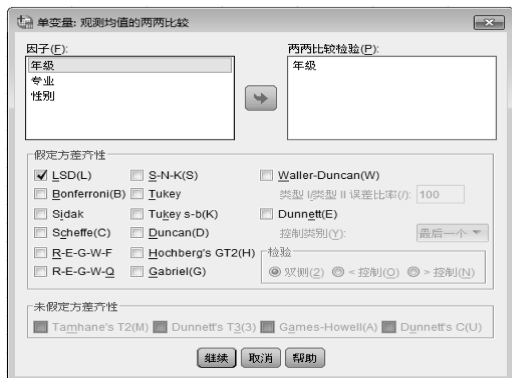 单变量: 观测均值的两两比较
因子(F):
年级
专业
性别
两两比较检验(P):
年级
假定方差齐性
LSD(L)
S-N-K(S)
Waller-Duncan(W)
Bonferroni(B)
Tukey
类型 I/类型 II 误差比率(/): 100
Sidak
Tukey s-b(K)
Dunnett(E)
Scheffe(C)
Duncan(D)
控制类别(Y): 最后一个
R-E-G-W-F
Hochberg's GT2(H)
检验
R-E-G-W-Q
Gabriel(G)
双侧(2) < 控制(O) > 控制(N)
未假定方差齐性
Tamhane's T2(M) Dunnett's T3(3) Games-Howell(A) Dunnett's C(U)
继续 取消 帮助